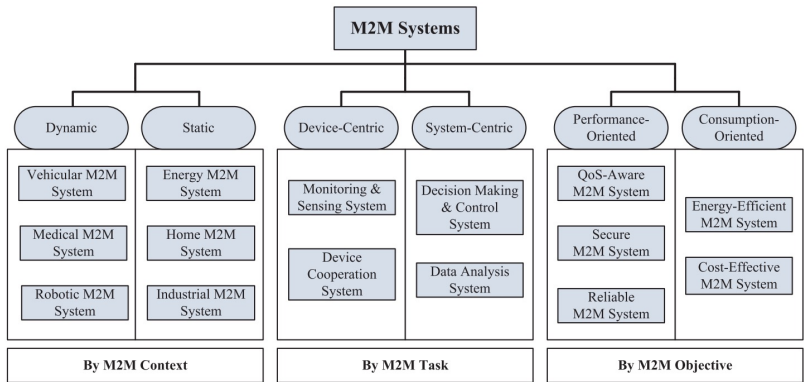 M2M Systems
Dynamic
Static
Device-Centric
System-Centric
Performance-
Oriented
Consumption-
Oriented
Vehicular M2M
System
Medical M2M
System
Robotic M2M
System
Energy M2M
System
Home M2M
System
Industrial M2M
System
Monitoring &
Sensing System
Device
Cooperation
System
Decision Making
& Control
System
Data Analysis
System
QoS-Aware
M2M System
Secure
M2M System
Reliable
M2M System
Energy-Efficient
M2M System
Cost-Effective
M2M System
By M2M Context
By M2M Task
By M2M Objective